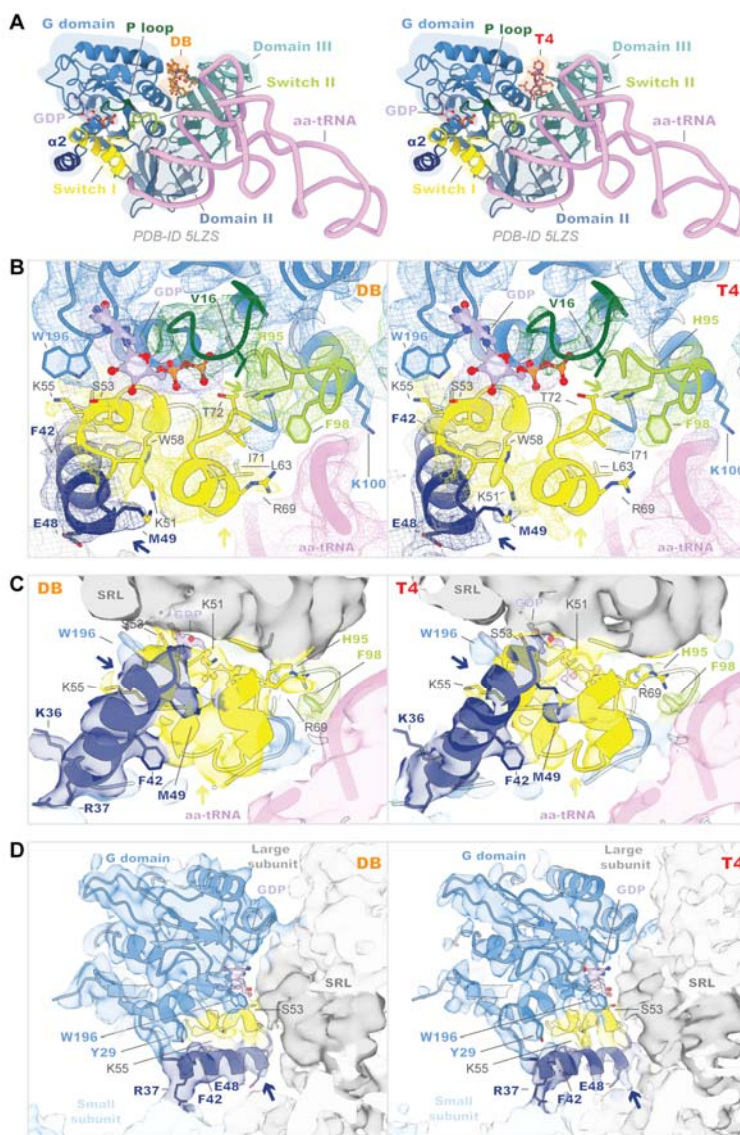 A
G domain
P loop
DB
Domain III
Switch II
aa-tRNA
GDP
α2
Switch I
Domain II
PDB-ID 5LZS
G domain
P loop
T4
Domain III
Switch II
aa-tRNA
GDP
α2
Switch I
Domain II
PDB-ID 5LZS
B
GDP
V16
DB
H95
W196
K55
S53
T72
F42
W58
F98
I71
L63
K100
K51
R69
E48
M49
aa-tRNA
GDP
V16
T4
H95
W196
K55
S53
T72
F42
W58
F98
I71
L63
K100
K51
R69
E48
M49
aa-tRNA
C
DB
SRL
GDP
K51
S53
W196
H95
F98
K55
R69
K36
F42
M49
R37
aa-tRNA
T4
SRL
GDP
K51
S53
W196
H95
F98
K55
R69
K36
F42
M49
R37
aa-tRNA
D
G domain
Large
subunit
DB
GDP
SRL
S53
W196
Y29
K55
E48
R37
F42
Small
subunit
G domain
Large
subunit
T4
GDP
SRL
S53
W196
Y29
K55
E48
R37
F42